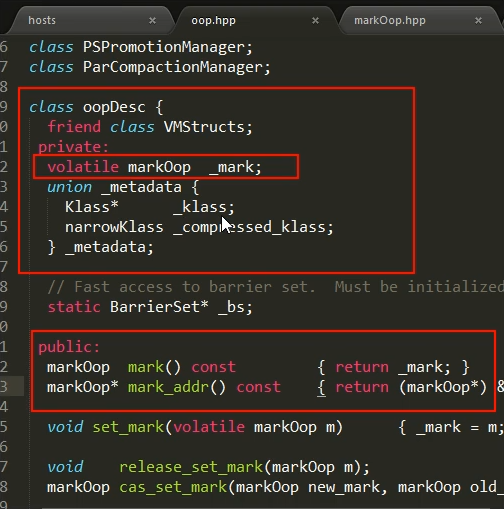 hosts × oop.hpp × markOop.hpp ×
6 class PSPromotionManager;
7 class ParCompactionManager;
8
9 class oopDesc {
0 friend class VMStructs;
1 private:
2 volatile markOop _mark;
3 union _metadata {
4 Klass* _klass;
5 narrowKlass _compressed_klass;
6 } _metadata;
7
8 // Fast access to barrier set. Must be initialized
9 static BarrierSet* _bs;
0
1 public:
2 markOop mark() const { return _mark; }
3 markOop* mark_addr() const { return (markOop*) &
4
5 void set_mark(volatile markOop m) { _mark = m;
6
7 void release_set_mark(markOop m);
8 markOop cas_set_mark(markOop new_mark, markOop old_
9